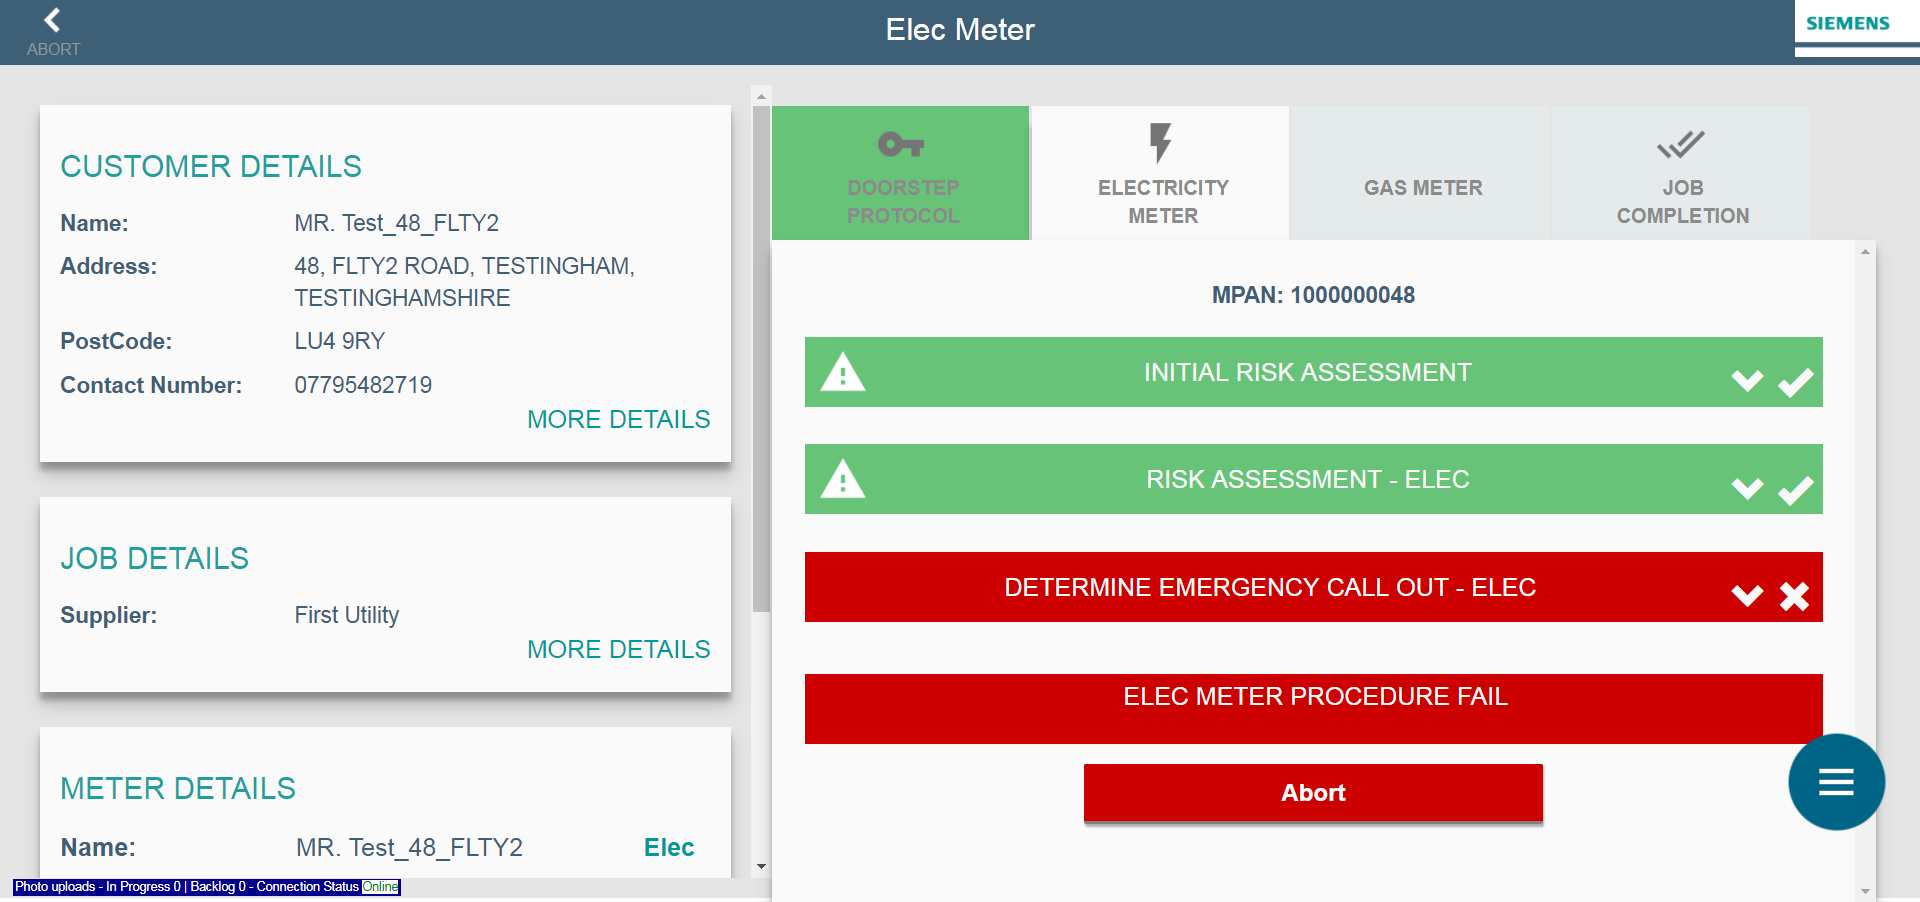 ABORT
Elec Meter
SIEMENS
CUSTOMER DETAILS
Name: MR. Test_48_FLTY2
Address: 48, FLTY2 ROAD, TESTINGHAM,
TESTINGHAMSHIRE
PostCode: LU4 9RY
Contact Number: 07795482719
MORE DETAILS
JOB DETAILS
Supplier: First Utility
MORE DETAILS
METER DETAILS
Name: MR. Test_48_FLTY2 Elec
Photo uploads - In Progress 0 | Backlog 0 - Connection Status Online
DOORSTEP
PROTOCOL
ELECTRICITY
METER
GAS METER
JOB
COMPLETION
MPAN: 1000000048
INITIAL RISK ASSESSMENT
RISK ASSESSMENT - ELEC
DETERMINE EMERGENCY CALL OUT - ELEC
ELEC METER PROCEDURE FAIL
Abort